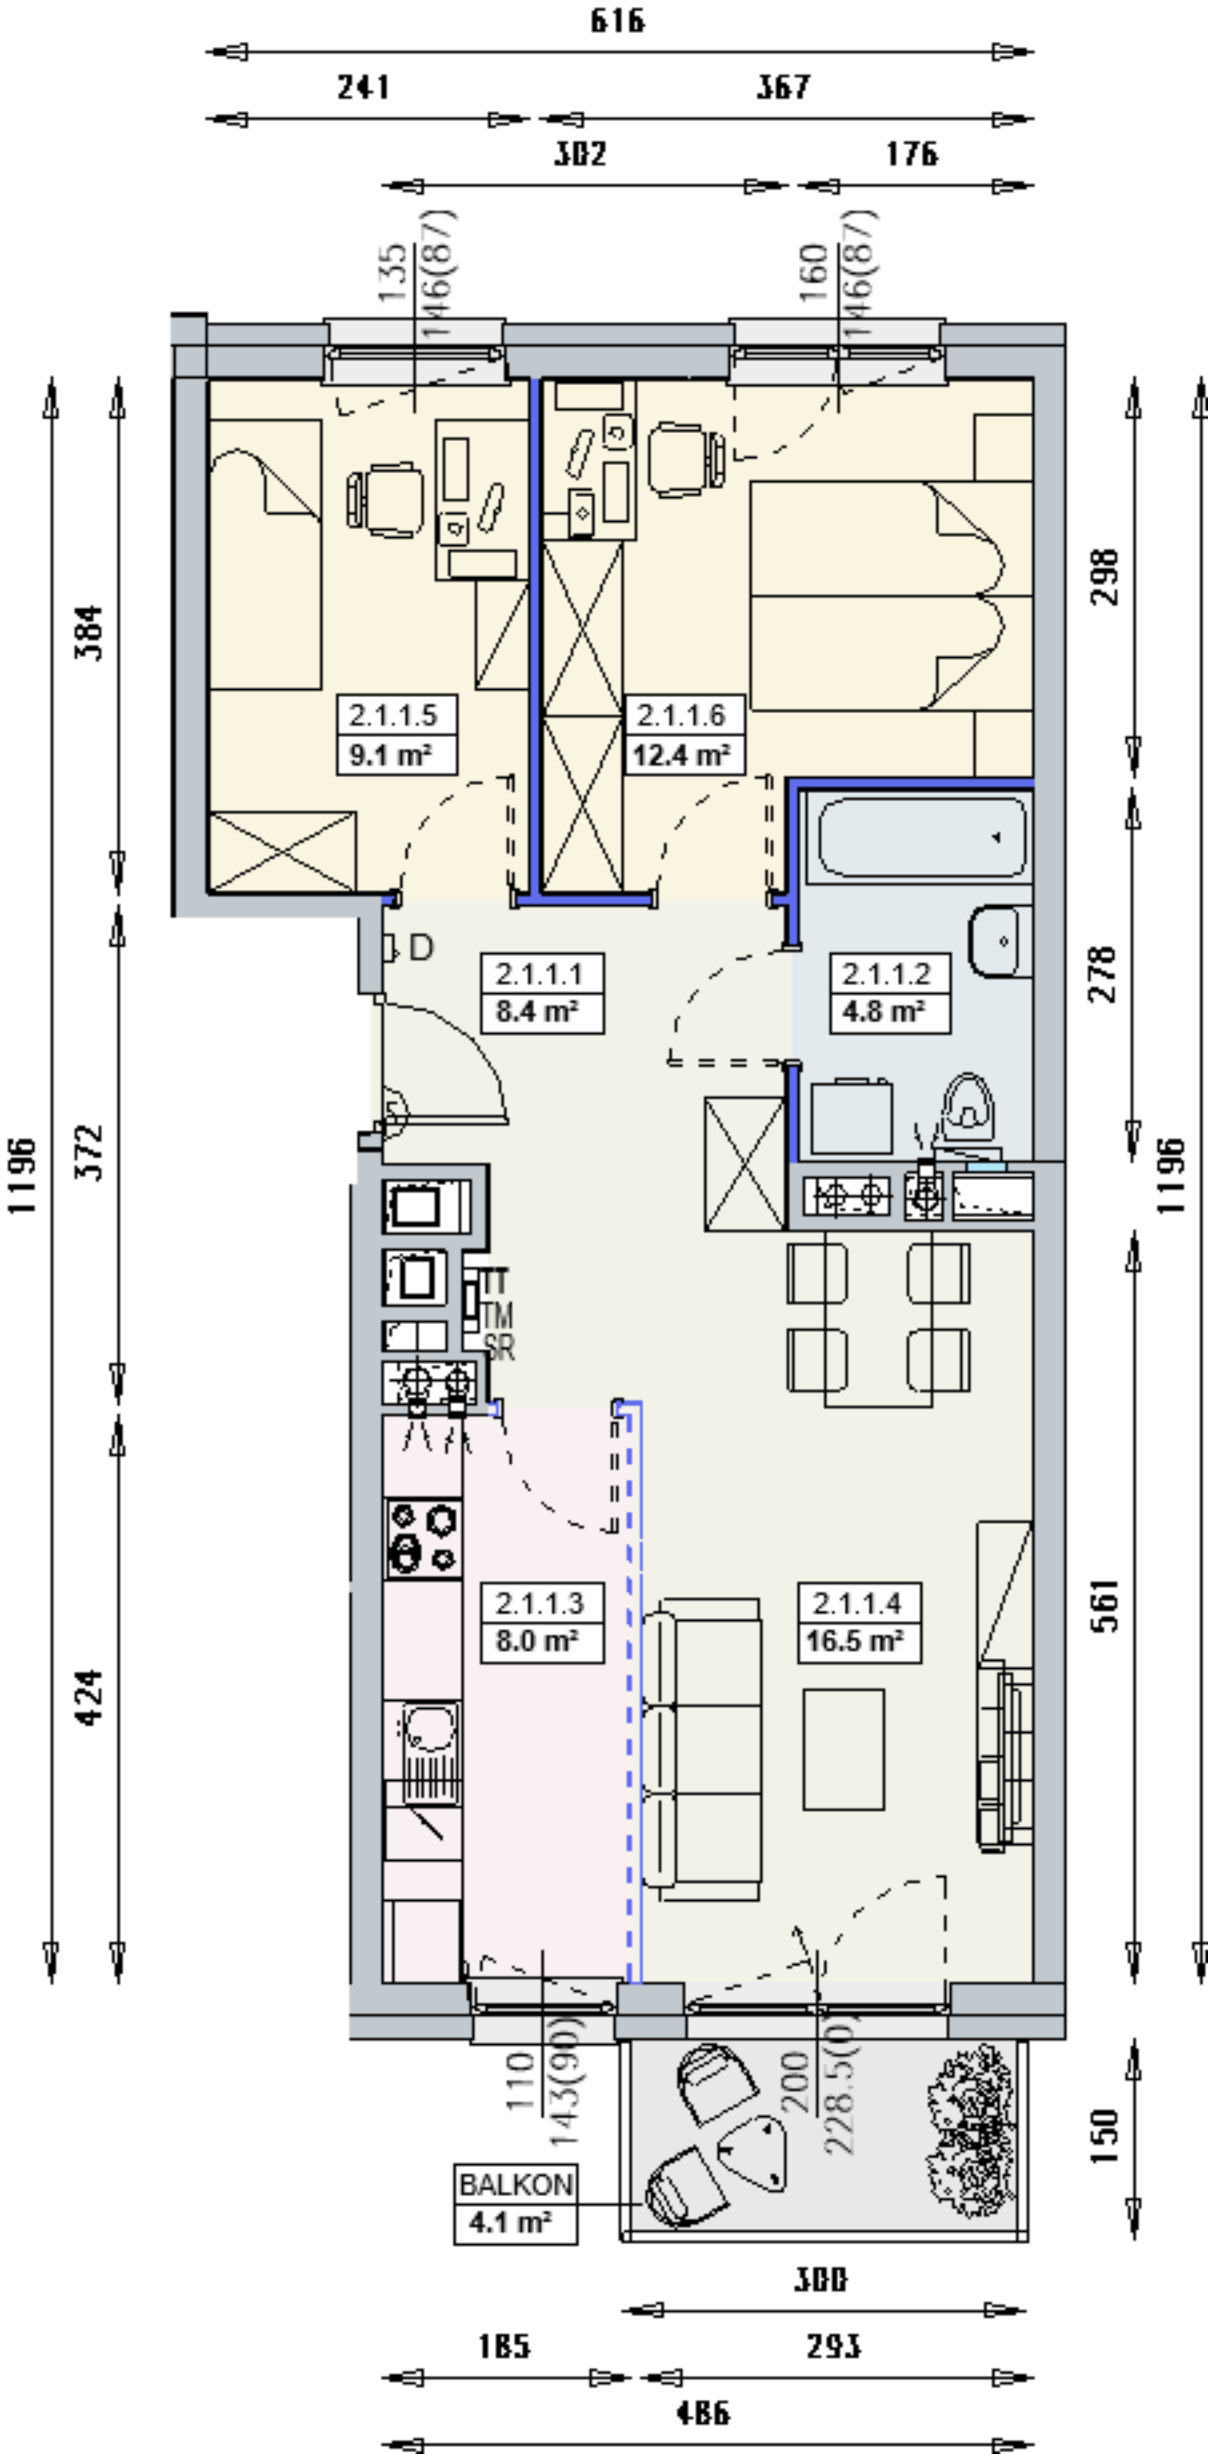 616
241
367
302
176
135
146(87)
160
146(87)
384
298
2.1.1.5
9.1 m²
2.1.1.6
12.4 m²
D
2.1.1.1
8.4 m²
2.1.1.2
4.8 m²
278
1196
372
1196
TT
TM
SR
2.1.1.3
8.0 m²
2.1.1.4
16.5 m²
561
424
110
143(90)
200
228.5(0)
150
BALKON
4.1 m²
300
185
293
486